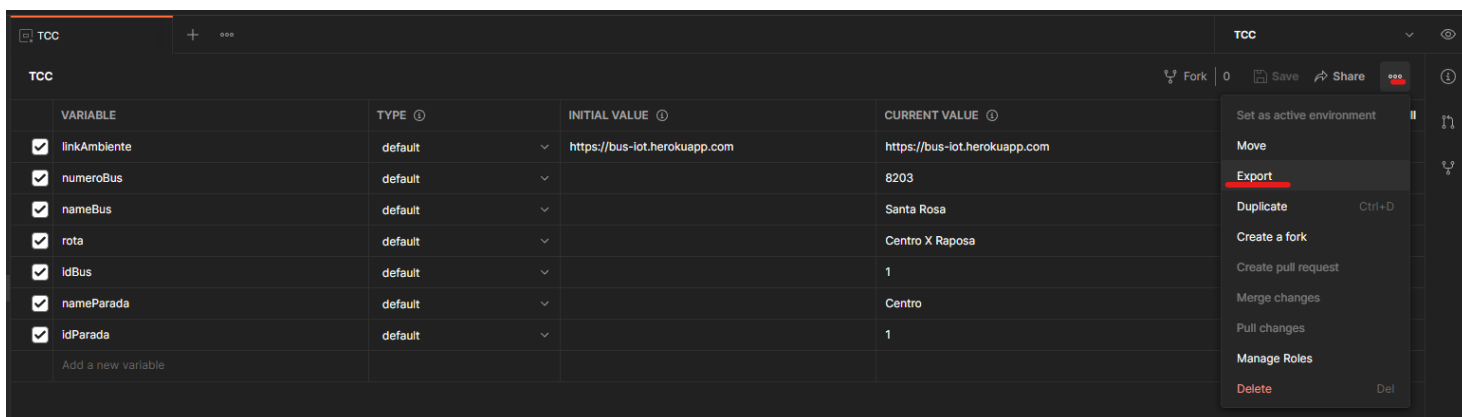 TCC
TCC
TCC Fork 0 Save Share
VARIABLE TYPE INITIAL VALUE CURRENT VALUE
linkAmbiente default https://bus-iot.herokuapp.com https://bus-iot.herokuapp.com
numeroBus default 8203
nameBus default Santa Rosa
rota default Centro X Raposa
idBus default 1
nameParada default Centro
idParada default 1
Add a new variable
Set as active environment
Move
Export
Duplicate Ctrl+D
Create a fork
Create pull request
Merge changes
Pull changes
Manage Roles
Delete Del